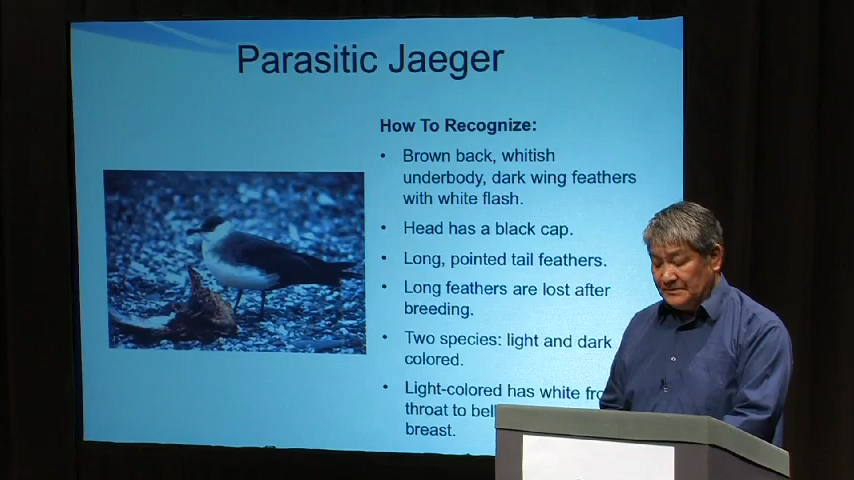 Parasitic Jaeger
How To Recognize:
• Brown back, whitish
underbody, dark wing feathers
with white flash.
• Head has a black cap.
• Long, pointed tail feathers.
• Long feathers are lost after
breeding.
• Two species: light and dark
colored.
• Light-colored has white
throat to
breast.